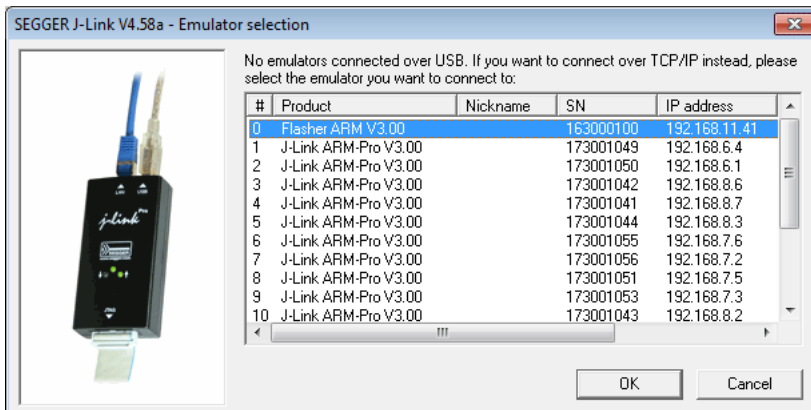 SEGGER J-Link V4.58a - Emulator selection
No emulators connected over USB. If you want to connect over TCP/IP instead, please
select the emulator you want to connect to:
# Product Nickname SN IP address
0 Flasher ARM V3.00 163000100 192.168.11.41
1 J-Link ARM-Pro V3.00 173001049 192.168.6.4
2 J-Link ARM-Pro V3.00 173001050 192.168.6.1
3 J-Link ARM-Pro V3.00 173001042 192.168.8.6
4 J-Link ARM-Pro V3.00 173001041 192.168.8.7
5 J-Link ARM-Pro V3.00 173001044 192.168.8.3
6 J-Link ARM-Pro V3.00 173001055 192.168.7.6
7 J-Link ARM-Pro V3.00 173001056 192.168.7.2
8 J-Link ARM-Pro V3.00 173001051 192.168.7.5
9 J-Link ARM-Pro V3.00 173001053 192.168.7.3
10 J-Link ARM-Pro V3.00 173001043 192.168.8.2
LAN USB
J-Link Pro
JTAG
OK Cancel